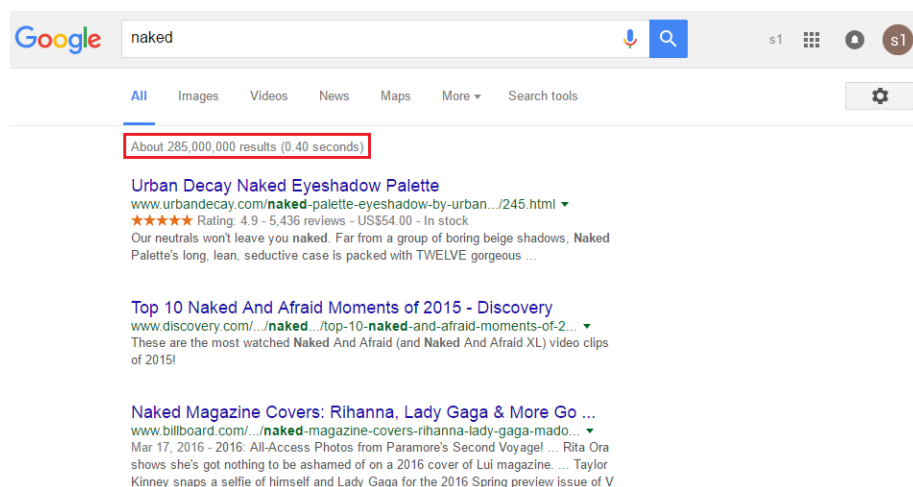 Google naked s1 s1
All Images Videos News Maps More Search tools
About 285,000,000 results (0.40 seconds)
Urban Decay Naked Eyeshadow Palette
www.urbandecay.com/naked-palette-eyeshadow-by-urban.../245.html
Rating: 4.9 - 5,436 reviews - US$54.00 - In stock
Our neutrals won't leave you naked. Far from a group of boring beige shadows, Naked
Palette's long, lean, seductive case is packed with TWELVE gorgeous ...
Top 10 Naked And Afraid Moments of 2015 - Discovery
www.discovery.com/.../naked.../top-10-naked-and-afraid-moments-of-2...
These are the most watched Naked And Afraid (and Naked And Afraid XL) video clips
of 2015!
Naked Magazine Covers: Rihanna, Lady Gaga & More Go ...
www.billboard.com/.../naked-magazine-covers-rihanna-lady-gaga-mado...
Mar 17, 2016 - 2016: All-Access Photos from Paramore's Second Voyage! ... Rita Ora
shows she's got nothing to be ashamed of on a 2016 cover of Lui magazine. ... Taylor
Kinney snaps a selfie of himself and Lady Gaga for the 2016 Spring preview issue of V